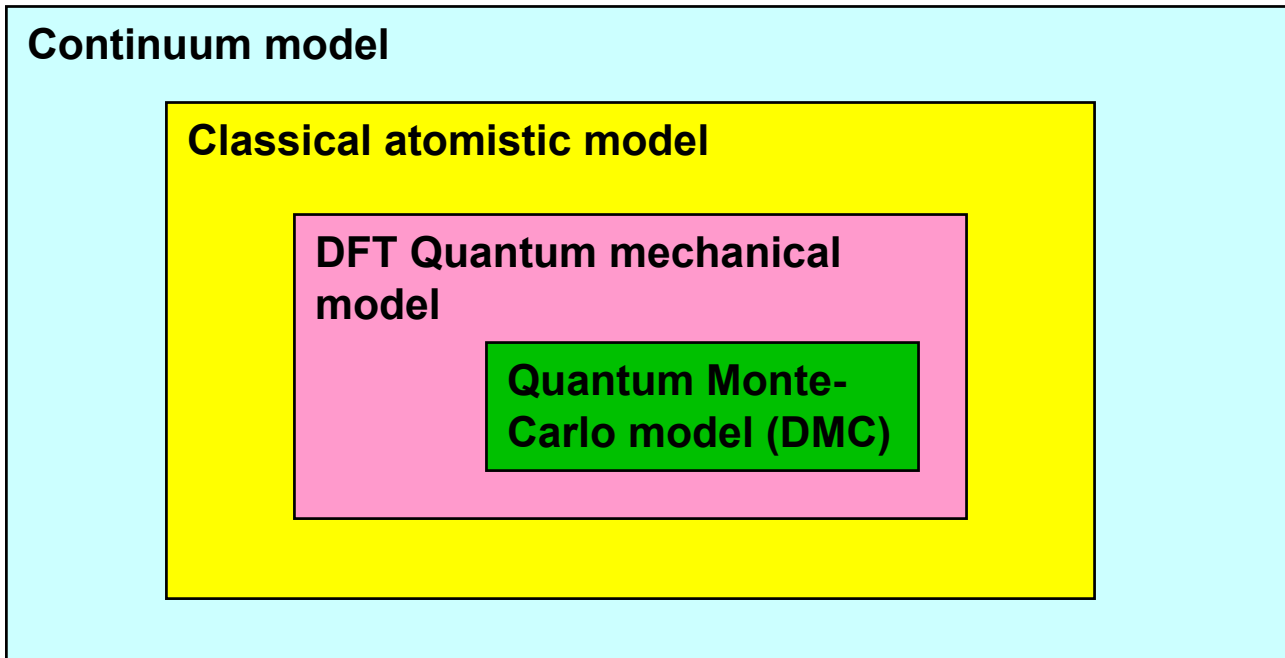 Continuum model
Classical atomistic model
DFT Quantum mechanical
model
Quantum Monte-
Carlo model (DMC)